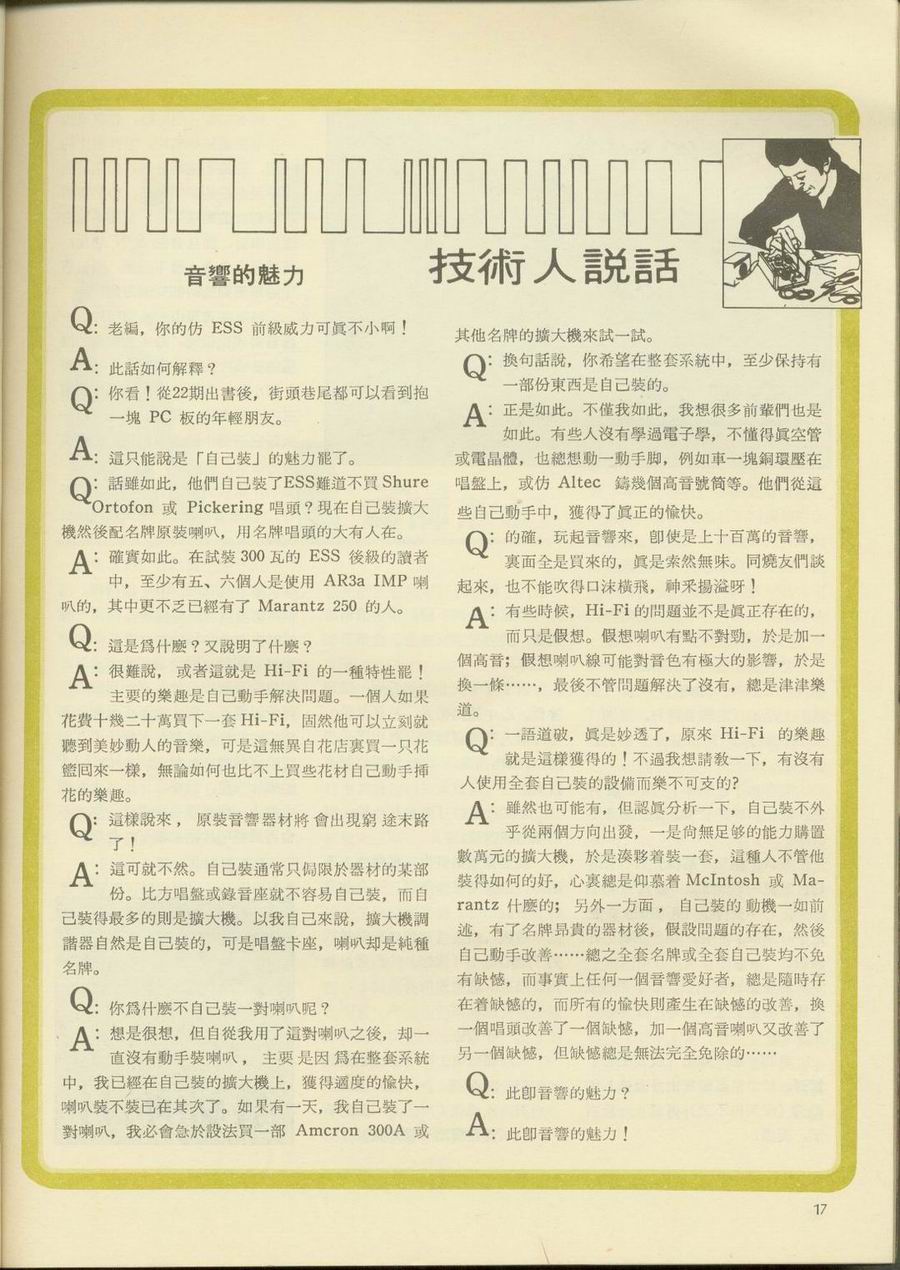 技術人説話
音響的魅力
Q：老編，你的仿 ESS 前級威力可眞不小啊！
A：此話如何解釋？
Q：你看！從22期出書後，街頭巷尾都可以看到抱
一塊 PC 板的年輕朋友。
A：這只能說是「自己裝」的魅力罷了。
Q：話雖如此，他們自己裝了ESS難道不買 Shure
Ortofon 或 Pickering 唱頭？現在自己裝擴大
機然後配名牌原裝喇叭，用名牌唱頭的大有人在。
A：確實如此。在試裝 300 瓦的 ESS 後級的讀者
中，至少有五、六個人是使用 AR3a IMP 喇
叭的，其中更不乏已經有了 Marantz 250 的人。
Q：這是爲什麽？又說明了什麽？
A：很難說，或者這就是 Hi-Fi 的一種特性罷！
主要的樂趣是自己動手解決問題。一個人如果
花費十幾二十萬買下一套 Hi-Fi，固然他可以立刻就
聽到美妙動人的音樂，可是這無異自花店裏買一只花
籃囘來一樣，無論如何也比不上買些花材自己動手揷
花的樂趣。
Q：這樣說來，原裝音響器材將會出現窮途末路
了！
A：這可就不然。自己裝通常只侷限於器材的某部
份。比方唱盤或錄音座就不容易自己裝，而自
己裝得最多的則是擴大機。以我自己來說，擴大機調
諧器自然是自己裝的，可是唱盤卡座，喇叭却是純種
名牌。
Q：你爲什麽不自己裝一對喇叭呢？
A：想是很想，但自從我用了這對喇叭之後，却一
直沒有動手裝喇叭，主要是因爲在整套系統
中，我已經在自己裝的擴大機上，獲得適度的愉快，
喇叭裝不裝已在其次了。如果有一天，我自己裝了一
對喇叭，我必會急於設法買一部 Amcron 300A 或
其他名牌的擴大機來試一試。
Q：換句話說，你希望在整套系統中，至少保持有
一部份東西是自己裝的。
A：正是如此。不僅我如此，我想很多前輩們也是
如此。有些人沒有學過電子學，不懂得眞空管
或電晶體，也總想動一動手脚，例如車一塊銅環壓在
唱盤上，或仿 Altec 鑄幾個高音號筒等。他們從這
些自己動手中，獲得了眞正的愉快。
Q：的確，玩起音響來，卽使是上十百萬的音響，
裏面全是買來的，眞是索然無味。同燒友們談
起來，也不能吹得口沫橫飛，神釆揚溢呀！
A：有些時候，Hi-Fi 的問題並不是眞正存在的，
而只是假想。假想喇叭有點不對勁，於是加一
個高音；假想喇叭線可能對音色有極大的影響，於是
換一條……，最後不管問題解決了沒有，總是津津樂
道。
Q：一語道破，眞是妙透了，原來 Hi-Fi 的樂趣
就是這樣獲得的！不過我想請敎一下，有沒有
人使用全套自己裝的設備而樂不可支的?
A：雖然也可能有，但認眞分析一下，自己裝不外
乎從兩個方向出發，一是尙無足够的能力購置
數萬元的擴大機，於是湊夥着裝一套，這種人不管他
裝得如何的好，心裏總是仰慕着 McIntosh 或 Ma-
rantz 什麽的；另外一方面，自己裝的動機一如前
述，有了名牌昂貴的器材後，假設問題的存在，然後
自己動手改善……總之全套名牌或全套自己裝均不免
有缺憾，而事實上任何一個音響愛好者，總是隨時存
在着缺憾的，而所有的愉快則產生在缺憾的改善，換
一個唱頭改善了一個缺憾，加一個高音喇叭又改善了
另一個缺憾，但缺憾總是無法完全免除的……
Q：此卽音響的魅力？
A：此卽音響的魅力！
17